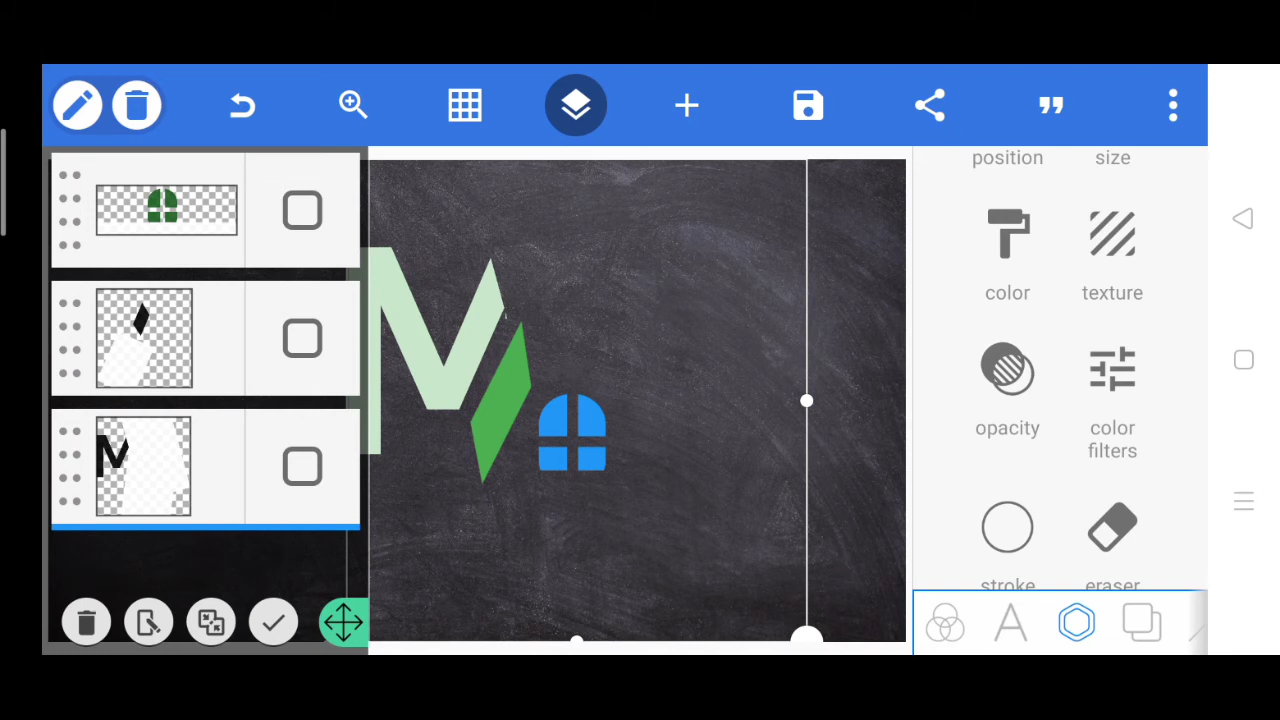 position size
color texture
opacity color
filters
stroke eraser
M
M